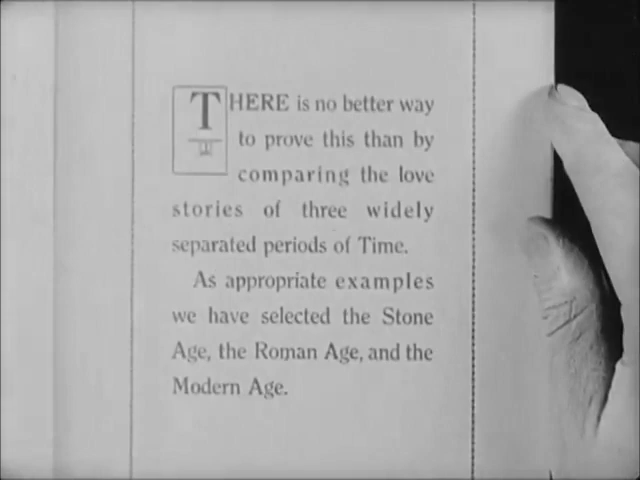 THERE is no better way
to prove this than by
comparing the love
stories of three widely
separated periods of Time.
As appropriate examples
we have selected the Stone
Age, the Roman Age, and the
Modern Age.